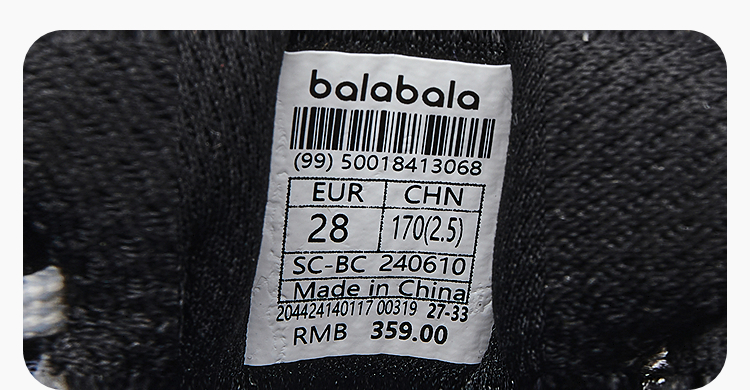 balabala
(99) 50018413068
EUR CHN
28 170(2.5)
SC-BC 240610
Made in China
204424140117 00319 27-33
RMB 359.00